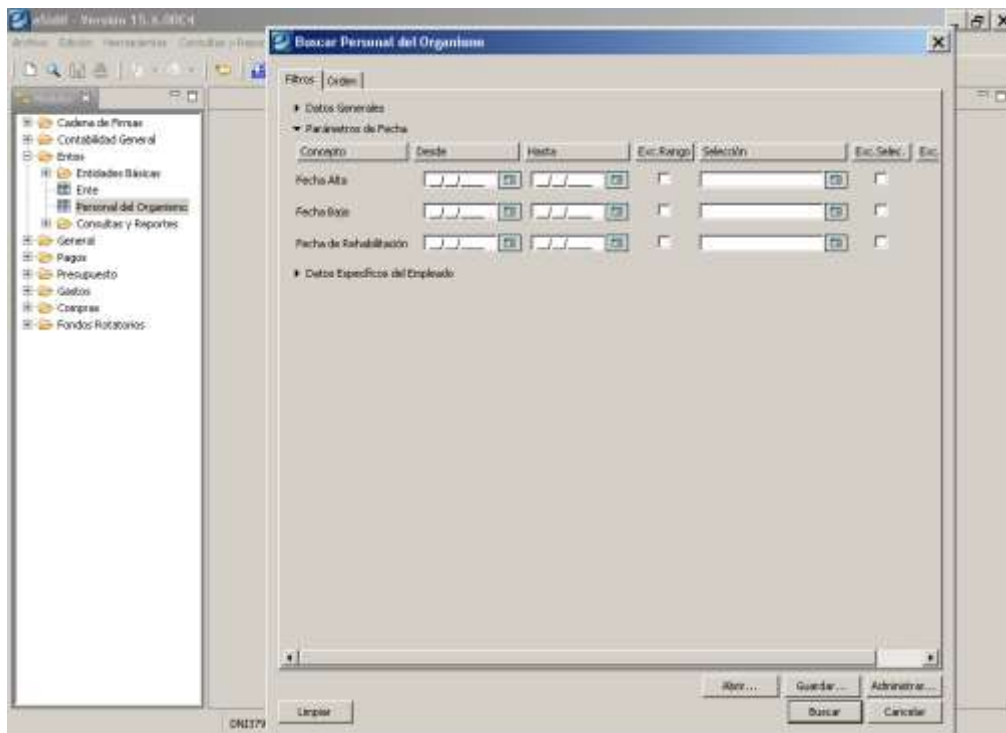 Buscar Personal del Organismo
Filtros Orden
Datos Generales
Parámetros de Fecha
Concepto Desde Hasta Exc.Rango Selección Exc.Selec. Exc.
Fecha Alta
Fecha Baja
Fecha de Rehabilitación
Datos Específicos del Empleado
Cadena de Firmas
Contabilidad General
Entes
Entidades Básicas
Ente
Personal del Organismo
Consultas y Reportes
General
Pagos
Presupuesto
Gastos
Compras
Fondos Rotatorios
Abrir... Guardar... Administrar...
Limpiar Buscar Cancelar
DNI379